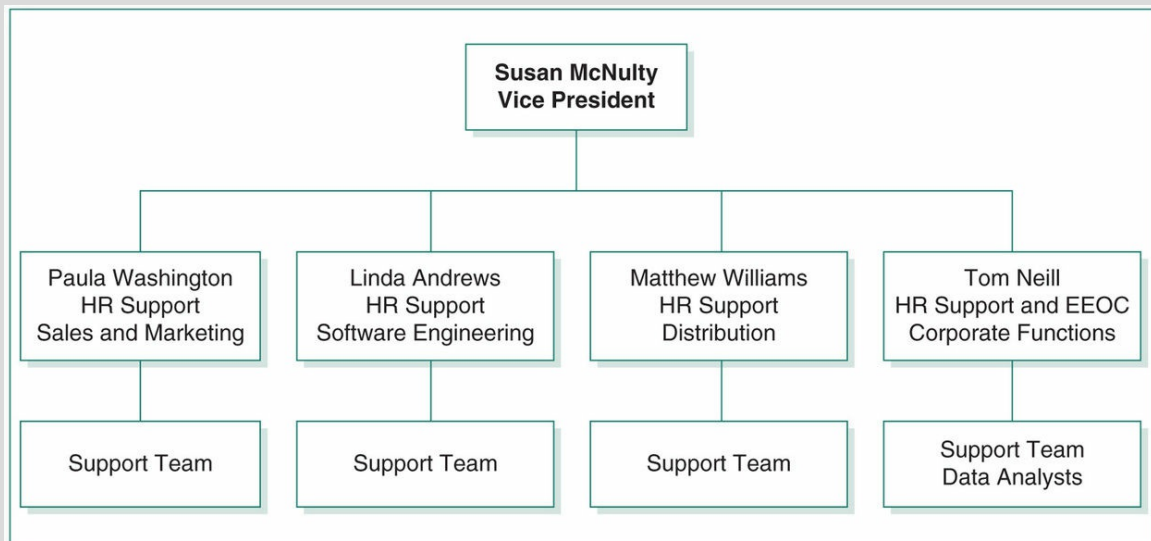 Susan McNulty
Vice President
Paula Washington
HR Support
Sales and Marketing
Linda Andrews
HR Support
Software Engineering
Matthew Williams
HR Support
Distribution
Tom Neill
HR Support and EEOC
Corporate Functions
Support Team
Support Team
Support Team
Support Team
Data Analysts